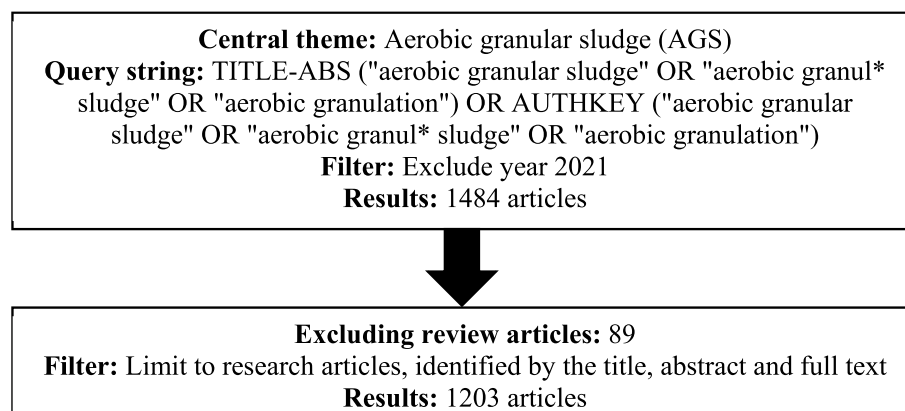 Central theme: Aerobic granular sludge (AGS)
Query string: TITLE-ABS ("aerobic granular sludge" OR "aerobic granul*
sludge" OR "aerobic granulation") OR AUTHKEY ("aerobic granular
sludge" OR "aerobic granul* sludge" OR "aerobic granulation")
Filter: Exclude year 2021
Results: 1484 articles
Excluding review articles: 89
Filter: Limit to research articles, identified by the title, abstract and full text
Results: 1203 articles